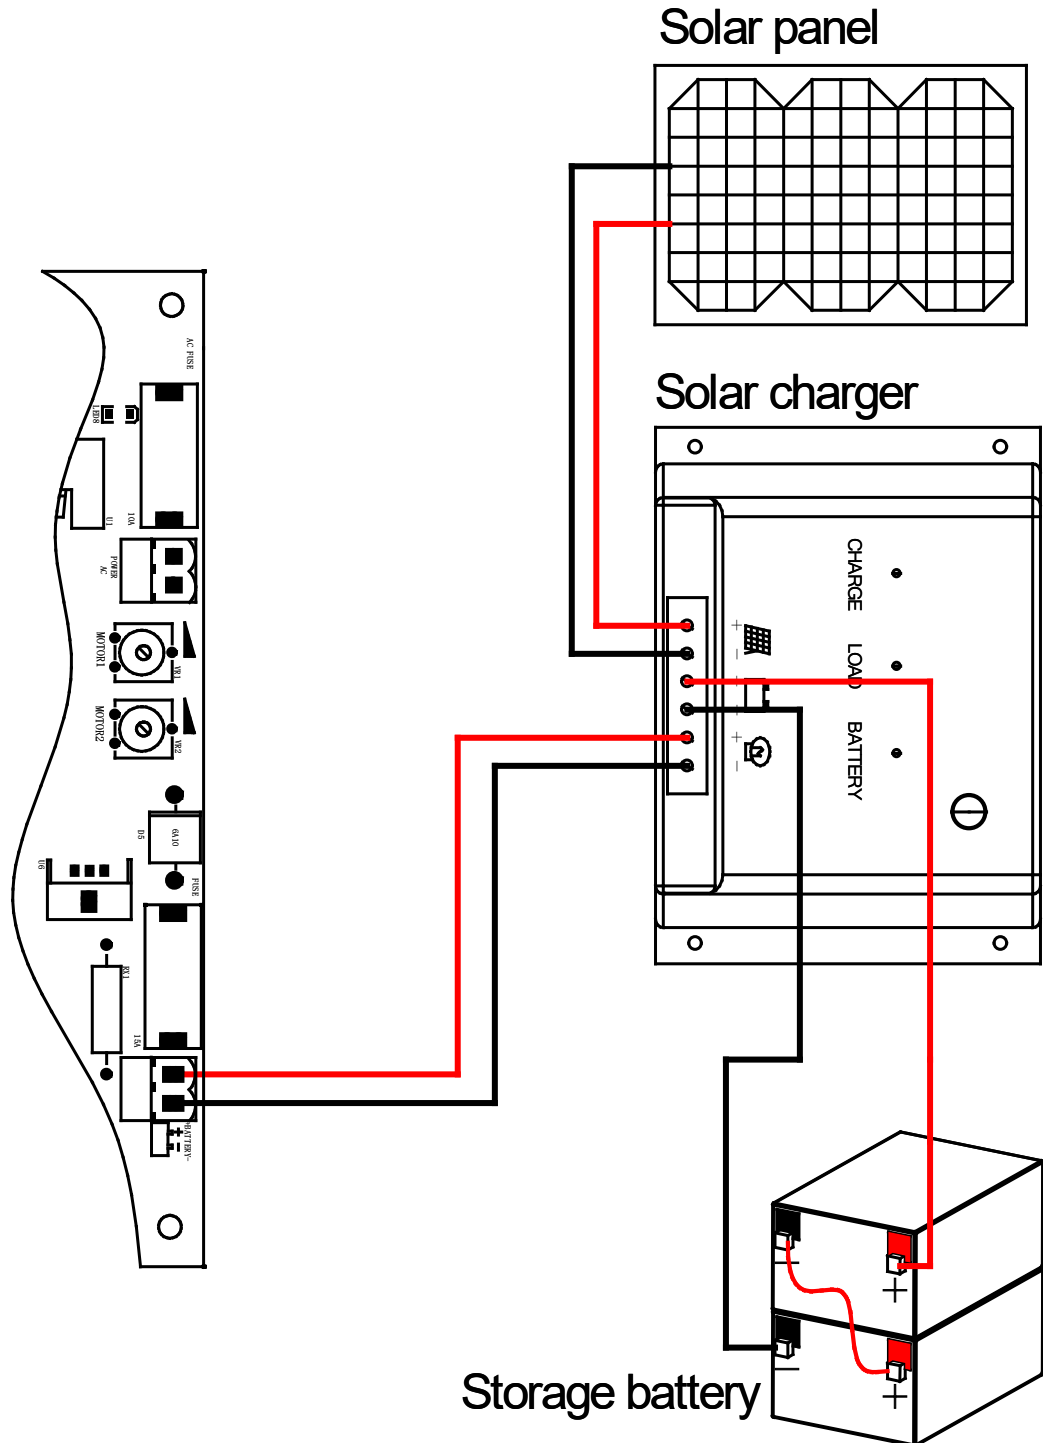 Solar panel
Solar charger
AC FUSE
LED8
10A
U1
POWER
AC
MOTOR1
VR1
MOTOR2
VR2
D5
6A10
U6
FUSE
RX1
15A
+BATTERY-
CHARGE
LOAD
BATTERY
+
−
+
−
Storage battery
−
+
−
+